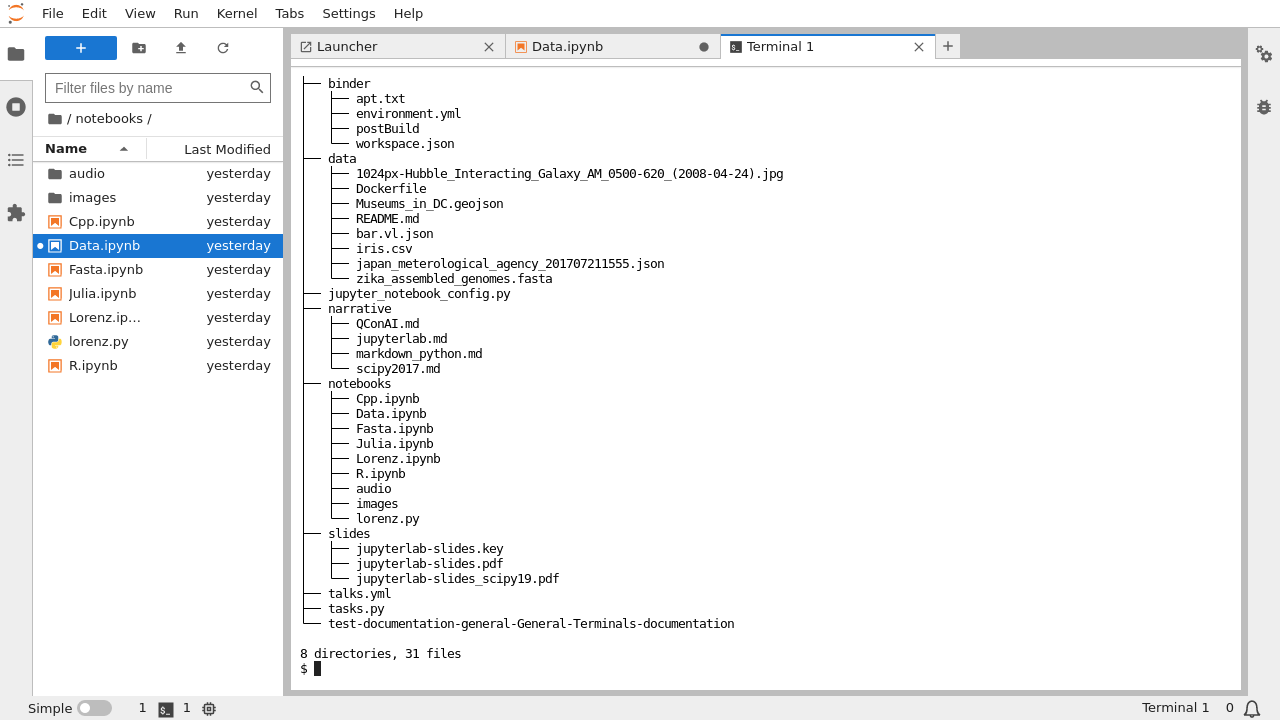 File Edit View Run Kernel Tabs Settings Help
Launcher
Data.ipynb
Terminal 1
Filter files by name
/ notebooks /
Name Last Modified
audio yesterday
images yesterday
Cpp.ipynb yesterday
Data.ipynb yesterday
Fasta.ipynb yesterday
Julia.ipynb yesterday
Lorenz.ip... yesterday
lorenz.py yesterday
R.ipynb yesterday
├── binder
│   ├── apt.txt
│   ├── environment.yml
│   ├── postBuild
│   └── workspace.json
├── data
│   ├── 1024px-Hubble_Interacting_Galaxy_AM_0500-620_(2008-04-24).jpg
│   ├── Dockerfile
│   ├── Museums_in_DC.geojson
│   ├── README.md
│   ├── bar.vl.json
│   ├── iris.csv
│   ├── japan_meterological_agency_201707211555.json
│   └── zika_assembled_genomes.fasta
├── jupyter_notebook_config.py
├── narrative
│   ├── QConAI.md
│   ├── jupyterlab.md
│   ├── markdown_python.md
│   └── scipy2017.md
├── notebooks
│   ├── Cpp.ipynb
│   ├── Data.ipynb
│   ├── Fasta.ipynb
│   ├── Julia.ipynb
│   ├── Lorenz.ipynb
│   ├── R.ipynb
│   ├── audio
│   ├── images
│   └── lorenz.py
├── slides
│   ├── jupyterlab-slides.key
│   ├── jupyterlab-slides.pdf
│   └── jupyterlab-slides_scipy19.pdf
├── talks.yml
├── tasks.py
└── test-documentation-general-General-Terminals-documentation
8 directories, 31 files
$
Simple 1 $_ 1 Terminal 1 0